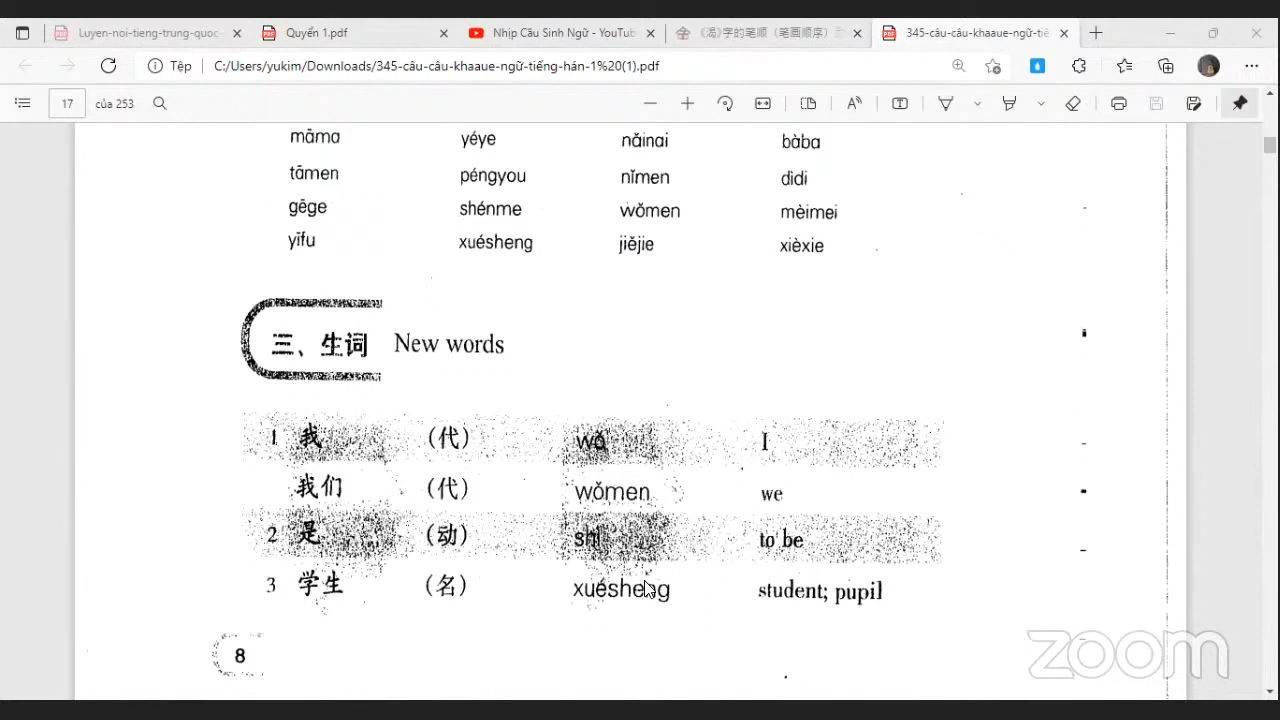 Luyen-noi-tieng-trung-quoc-
Quyển 1.pdf
Nhịp Cầu Sinh Ngữ - YouTub
345-câu-câu-khaaue-ngữ-tiế
Tệp
C:/Users/yukim/Downloads/345-câu-câu-khaaue-ngữ-tiếng-hán-1%20(1).pdf
17 của 253
māma yéye nǎinai bàba
tāmen péngyou nǐmen dìdi
gēge shénme wǒmen mèimei
yīfu xuésheng jiějie xièxie
三、生词 New words
1 我 (代) wǒ I
我们 (代) wǒmen we
2 是 (动) shì to be
3 学生 (名) xuésheng student; pupil
8
zoom